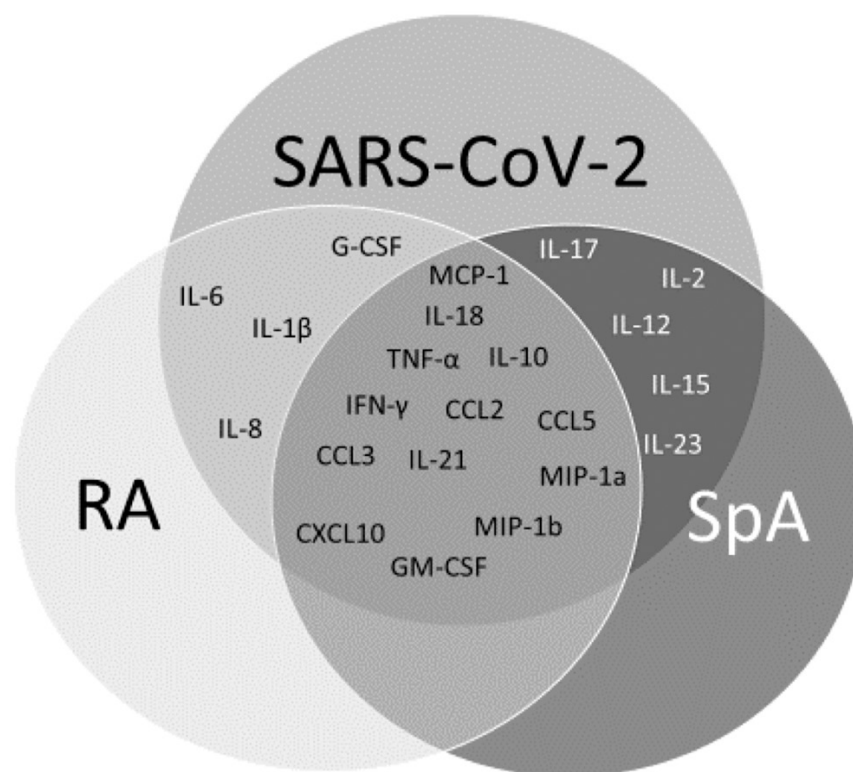 SARS-CoV-2
G-CSF
IL-17
MCP-1
IL-2
IL-6
IL-18
IL-12
IL-1β
TNF-α
IL-10
IL-15
IFN-γ
CCL2
CCL5
IL-8
IL-23
CCL3
IL-21
MIP-1a
RA
SpA
CXCL10
MIP-1b
GM-CSF